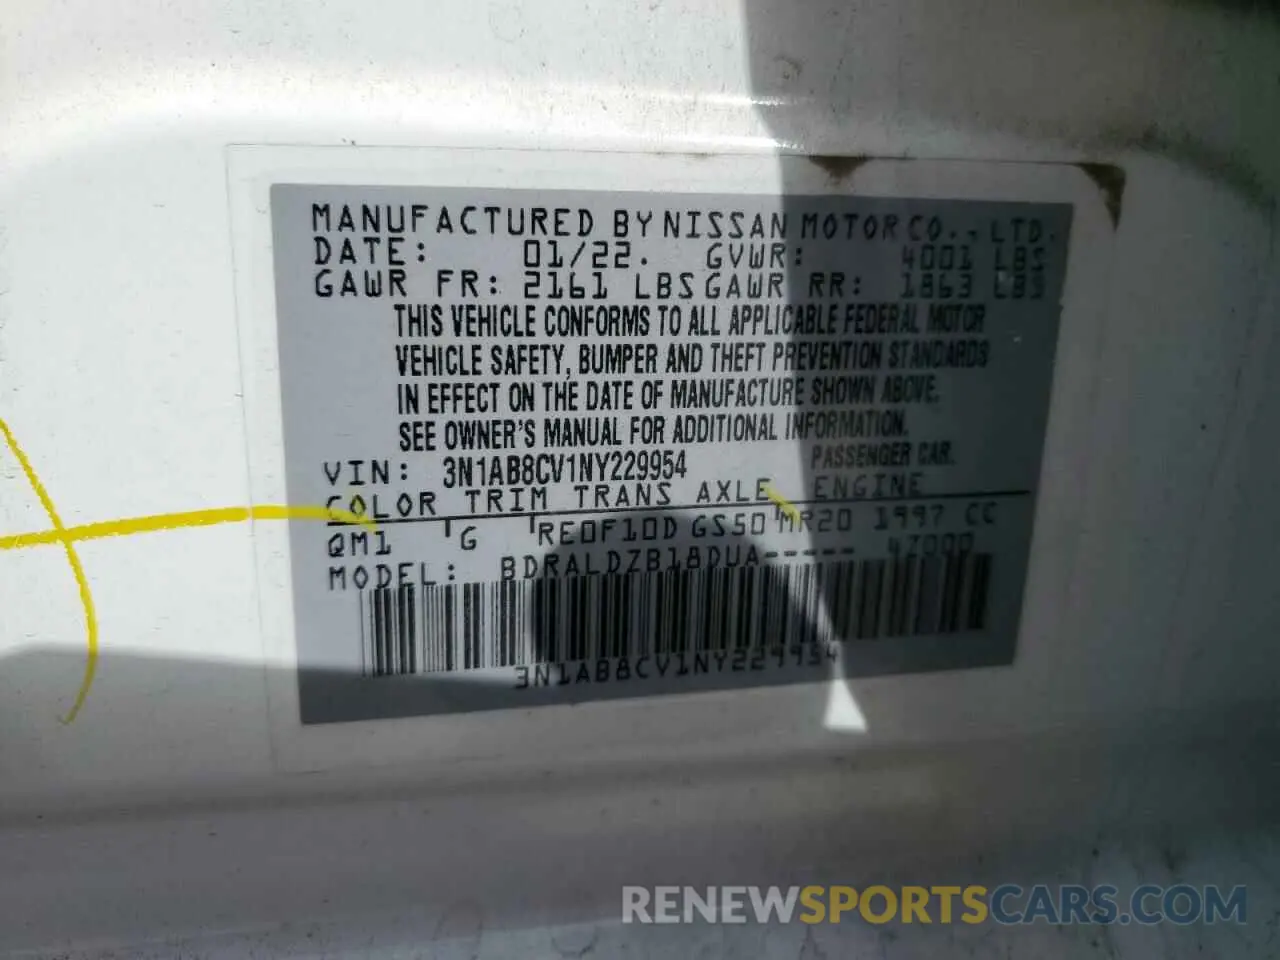 MANUFACTURED BY NISSAN MOTOR CO., LTD.
DATE: 01/22. GVWR: 4001 LBS
GAWR FR: 2161 LBS GAWR RR: 1863 LBS
THIS VEHICLE CONFORMS TO ALL APPLICABLE FEDERAL MOTOR
VEHICLE SAFETY, BUMPER AND THEFT PREVENTION STANDARDS
IN EFFECT ON THE DATE OF MANUFACTURE SHOWN ABOVE.
SEE OWNER'S MANUAL FOR ADDITIONAL INFORMATION.
VIN: 3N1AB8CV1NY229954 PASSENGER CAR.
COLOR TRIM TRANS AXLE ENGINE
QM1 G RE0F10D GS50 MR20 1997 CC
MODEL: BDRALDZB18DUA-----
3N1AB8CV1NY229954
RENEWSPORTSCARS.COM